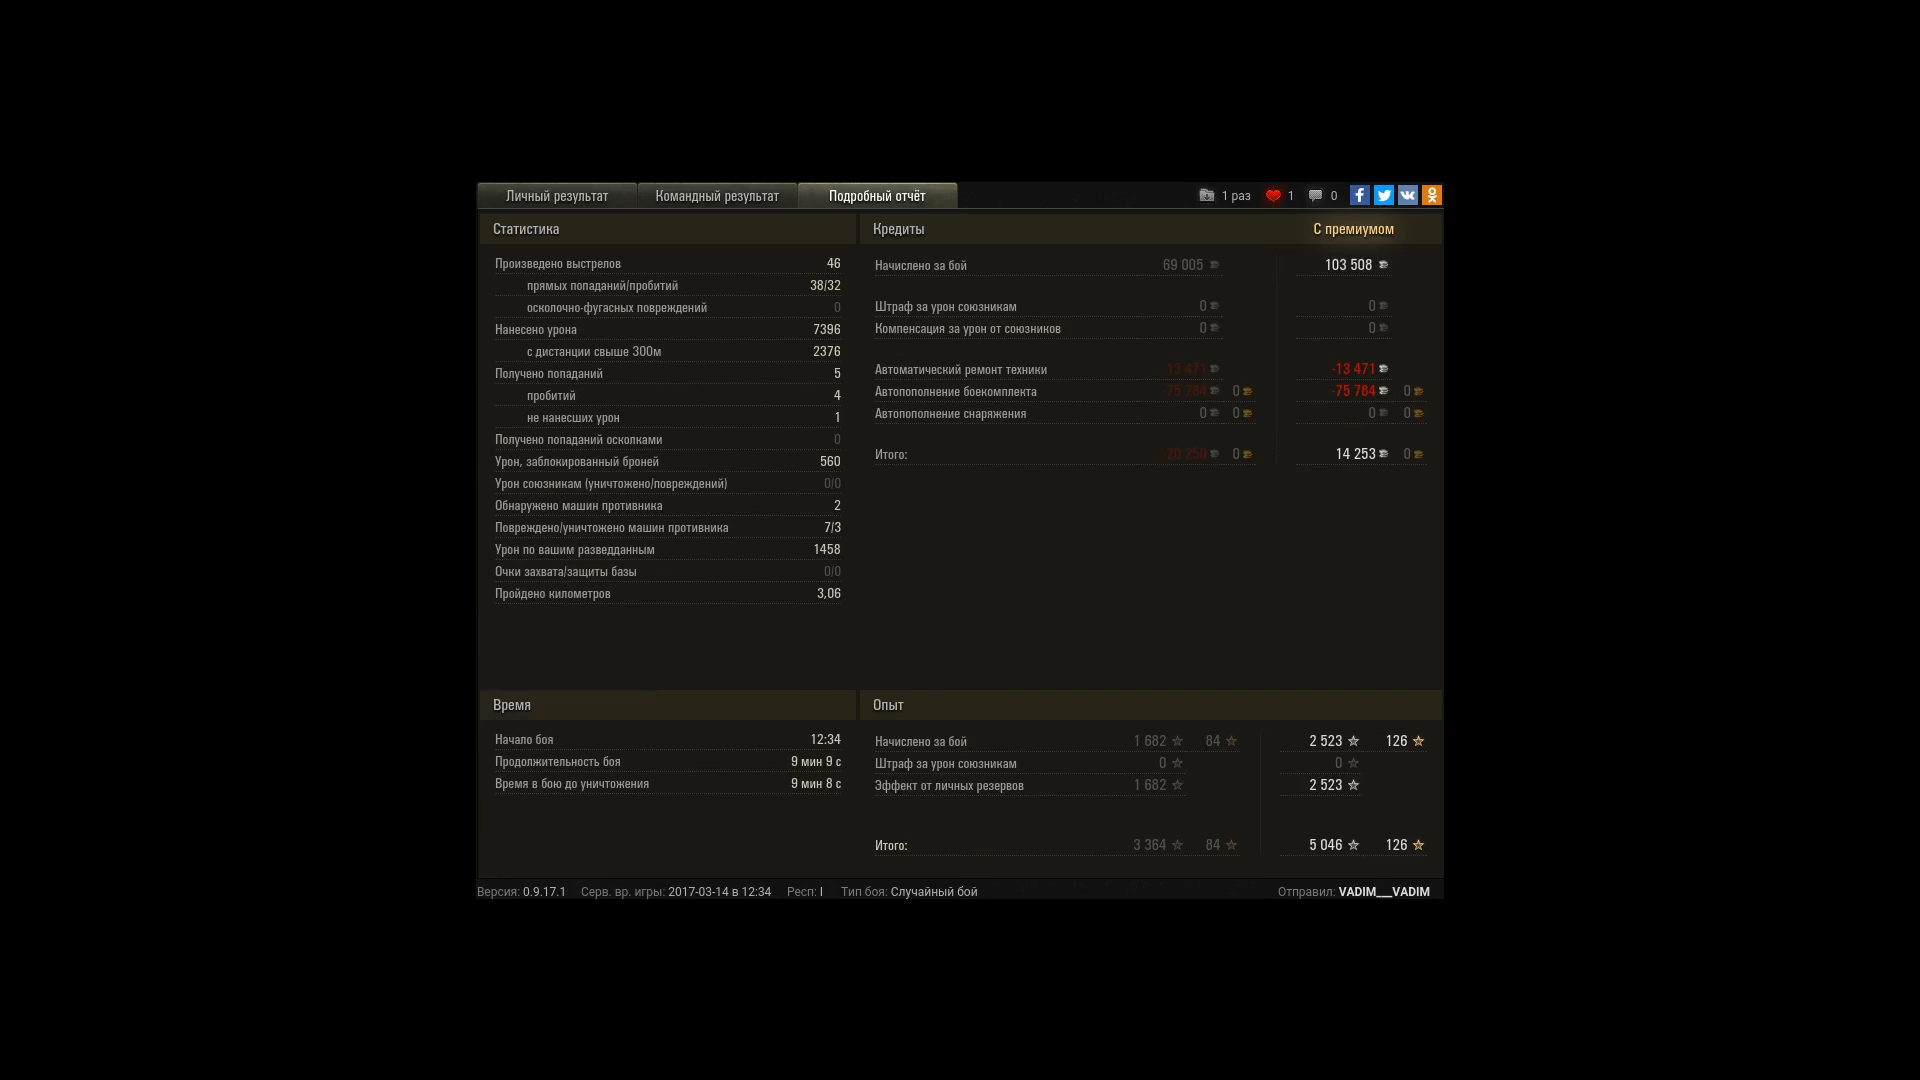 Личный результат Командный результат Подробный отчёт 1 раз 1 0
Статистика
Произведено выстрелов 46
прямых попаданий/пробитий 38/32
осколочно-фугасных повреждений 0
Нанесено урона 7396
с дистанции свыше 300м 2376
Получено попаданий 5
пробитий 4
не нанесших урон 1
Получено попаданий осколками 0
Урон, заблокированный броней 560
Урон союзникам (уничтожено/повреждений) 0/0
Обнаружено машин противника 2
Повреждено/уничтожено машин противника 7/3
Урон по вашим разведданным 1458
Очки захвата/защиты базы 0/0
Пройдено километров 3,06
Кредиты С премиумом
Начислено за бой 69 005 103 508
Штраф за урон союзникам 0 0
Компенсация за урон от союзников 0 0
Автоматический ремонт техники -13 471 -13 471
Автопополнение боекомплекта -75 784 0 -75 784 0
Автопополнение снаряжения 0 0 0 0
Итого: -20 250 0 14 253 0
Время
Начало боя 12:34
Продолжительность боя 9 мин 9 с
Время в бою до уничтожения 9 мин 8 с
Опыт
Начислено за бой 1 682 84 2 523 126
Штраф за урон союзникам 0 0
Эффект от личных резервов 1 682 2 523
Итого: 3 364 84 5 046 126
Версия: 0.9.17.1 Серв. вр. игры: 2017-03-14 в 12:34 Респ: I Тип боя: Случайный бой Отправил: VADIM___VADIM